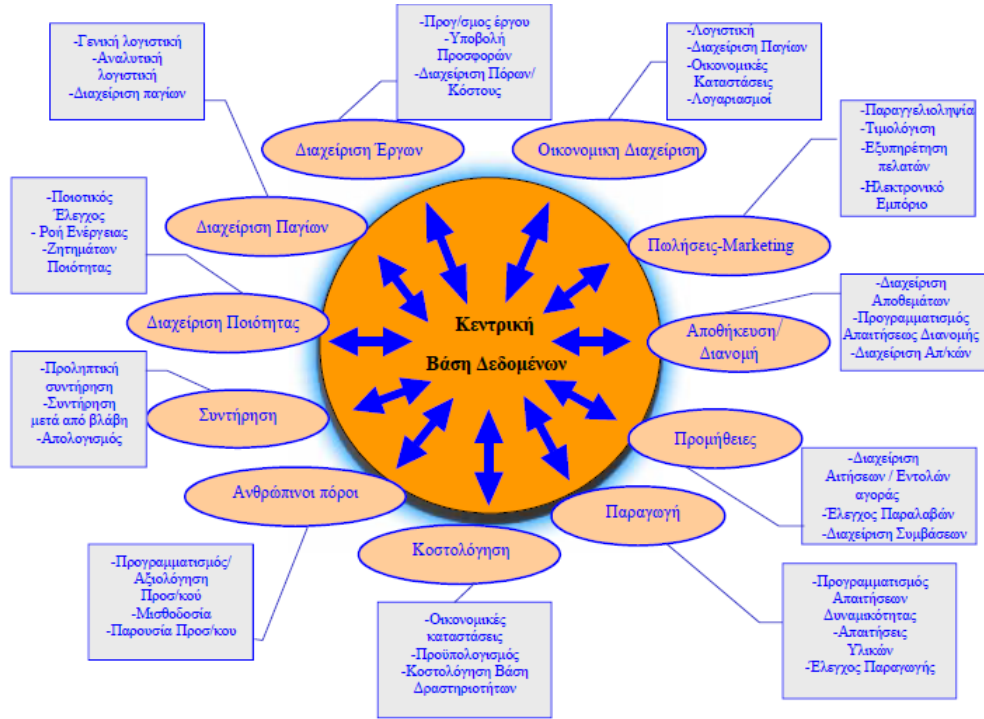 -Γενική λογιστική
-Αναλυτική
λογιστική
-Διαχείριση παγίων
-Προγ/σμος έργου
-Υποβολή
Προσφορών
-Διαχείριση Πόρων/
Κόστους
-Λογιστική
-Διαχείριση Παγίων
-Οικονομικές
Καταστάσεις
-Λογαριασμοί
-Παραγγελιοληψία
-Τιμολόγιση
-Εξυπηρέτηση
πελατών
-Ηλεκτρονικό
Εμπόριο
Διαχείριση Έργων
Οικονομικη Διαχείριση
-Ποιοτικός
Έλεγχος
- Ροή Ενέργειας
-Ζητημάτων
Ποιότητας
Διαχείριση Παγίων
Πωλήσεις-Marketing
Διαχείριση Ποιότητας
Κεντρική
Βάση Δεδομένων
Αποθήκευση/
Διανομή
-Διαχείριση
Αποθεμάτων
-Προγραμματισμός
Απαιτήσεως Διανομής
-Διαχείριση Απ/κών
-Προληπτική
συντήρηση
-Συντήρηση
μετά από βλάβη
-Απολογισμός
Συντήρηση
Προμήθειες
-Διαχείριση
Αιτήσεων / Εντολών
αγοράς
-Έλεγχος Παραλαβών
-Διαχείριση Συμβάσεων
Ανθρώπινοι πόροι
Παραγωγή
Κοστολόγηση
-Προγραμματισμός/
Αξιολόγηση
Προσ/κού
-Μισθοδοσία
-Παρουσία Προσ/κου
-Οικονομικές
καταστάσεις
-Προϋπολογισμός
-Κοστολόγηση Βάση
Δραστηριοτήτων
-Προγραμματισμός
Απαιτήσεων
Δυναμικότητας
-Απαιτήσεις
Υλικών
-Έλεγχος Παραγωγής